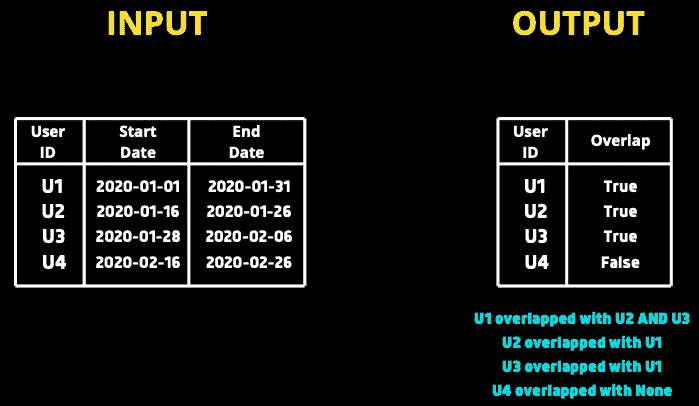 INPUT OUTPUT
User ID Start Date End Date User ID Overlap
U1 2020-01-01 2020-01-31 U1 True
U2 2020-01-16 2020-01-26 U2 True
U3 2020-01-28 2020-02-06 U3 True
U4 2020-02-16 2020-02-26 U4 False
U1 overlapped with U2 AND U3
U2 overlapped with U1
U3 overlapped with U1
U4 overlapped with None